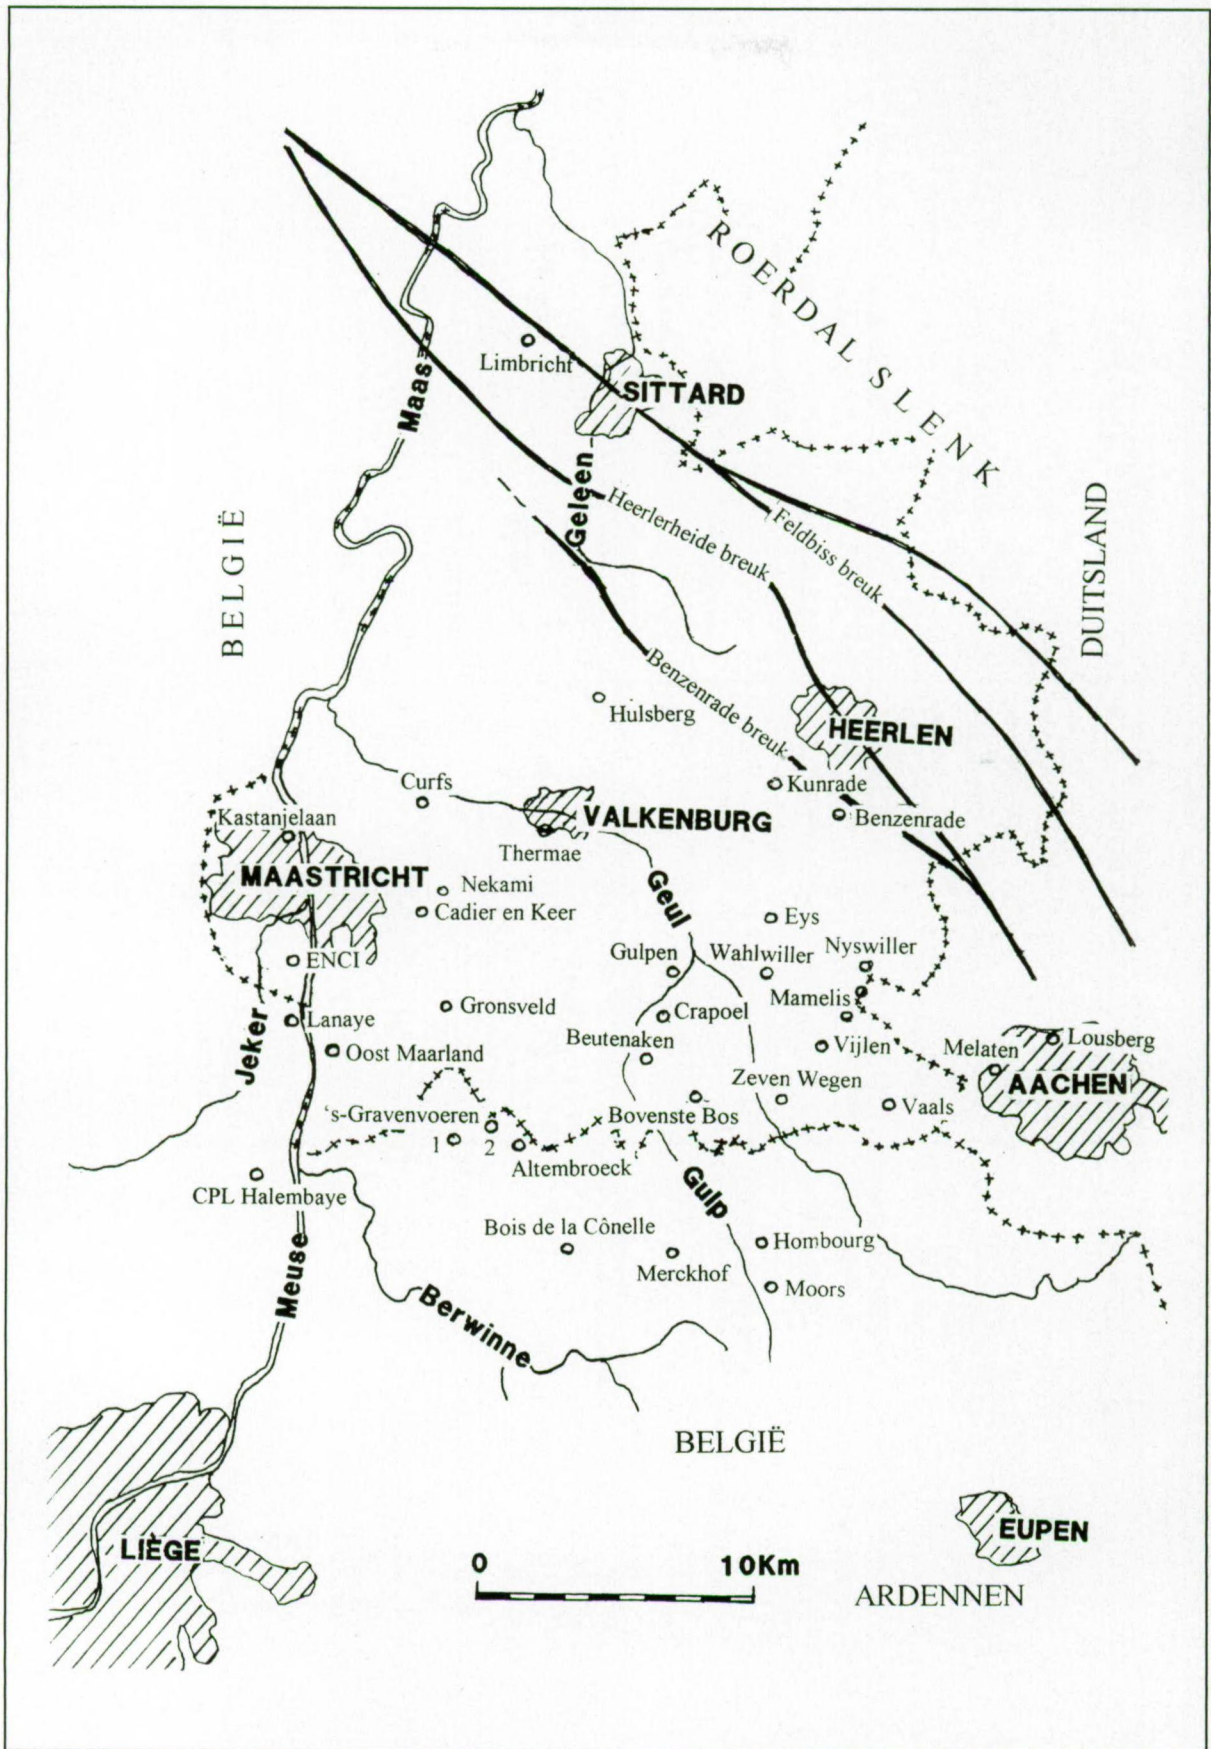 ROERDAL SLENK
Limbricht
SITTARD
Maas
Geleen
Heerlerheide breuk
Feldbiss breuk
BELGIË
DUITSLAND
Benzenrade breuk
Hulsberg
HEERLEN
Curfs
Kunrade
Kastanjelaan
VALKENBURG
Benzenrade
Thermae
MAASTRICHT
Nekami
Geul
Cadier en Keer
Eys
ENCI
Gulpen
Wahlwiller
Nyswiller
Mamelis
Gronsveld
Crapoel
Lanaye
Jeker
Oost Maarland
Beutenaken
Vijlen
Melaten
Lousberg
AACHEN
Zeven Wegen
's-Gravenvoeren
Bovenste Bos
Vaals
1
2
Altembroeck
CPL Halembaye
Gulp
Bois de la Cônelle
Hombourg
Merckhof
Moors
Meuse
Berwinne
BELGIË
EUPEN
LIÈGE
0
10Km
ARDENNEN